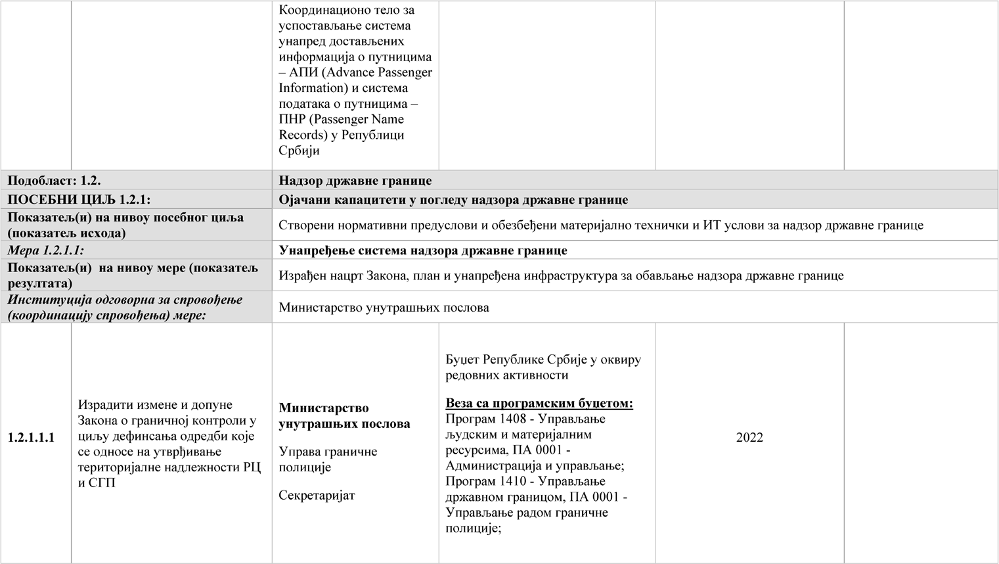 Координационо тело за
успостављање система
унапред достављених
информација о путницима
– АПИ (Advance Passenger
Information) и система
података о путницима –
ПНР (Passenger Name
Records) у Републици
Србији
Подобласт: 1.2.
Надзор државне границе
ПОСЕБНИ ЦИЉ 1.2.1:
Ојачани капацитети у погледу надзора државне границе
Показатељ(и) на нивоу посебног циља
(показатељ исхода)
Створени нормативни предуслови и обезбеђени материјално технички и ИТ услови за надзор државне границе
Мера 1.2.1.1:
Унапређење система надзора државне границе
Показатељ(и)  на нивоу мере (показатељ
резултата)
Израђен нацрт Закона, план и унапређена инфраструктура за обављање надзора државне границе
Институција одговорна за спровођење
(координацију спровођења) мере:
Министарство унутрашњих послова
1.2.1.1.1
Израдити измене и допуне
Закона о граничној контроли у
циљу дефинсања одредби које
се односе на утврђивање
територијалне надлежности РЦ
и СГП
Министарство
унутрашњих послова
Управа граничне
полиције
Секретаријат
Буџет Републике Србије у оквиру
редовних активности
Веза са програмским буџетом:
Програм 1408 - Управљање
људским и материјалним
ресурсима, ПА 0001 -
Администрација и управљање;
Програм 1410 - Управљање
државном границом, ПА 0001 -
Управљање радом граничне
полиције;
2022